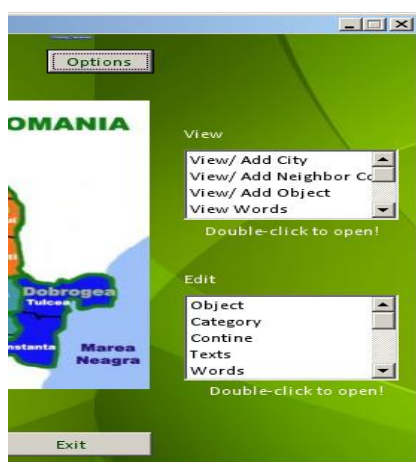 Options
OMANIA
View
View/ Add City
View/ Add Neighbor Co
View/ Add Object
View Words
Double-click to open!
Dobrogea
Tulcea
Edit
Object
Category
Contine
Texts
Words
nstanta
Marea
Neagra
Double-click to open!
Exit